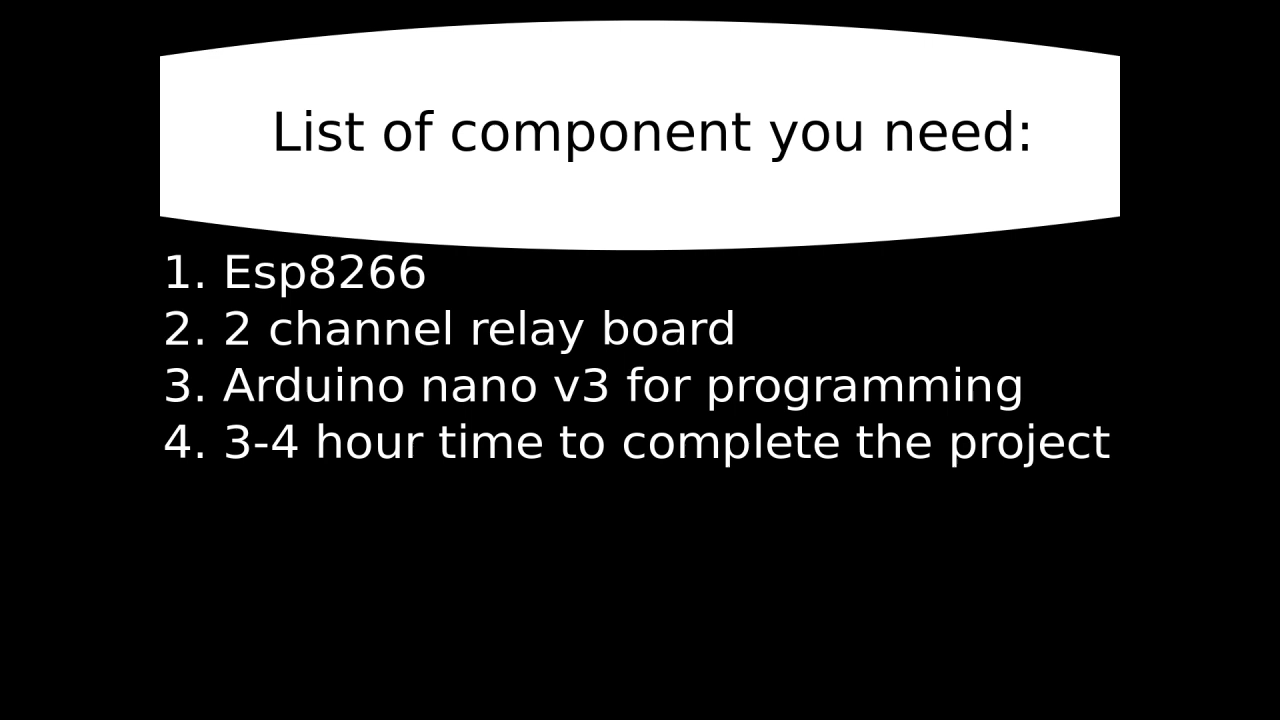 List of component you need:
1. Esp8266
2. 2 channel relay board
3. Arduino nano v3 for programming
4. 3-4 hour time to complete the project